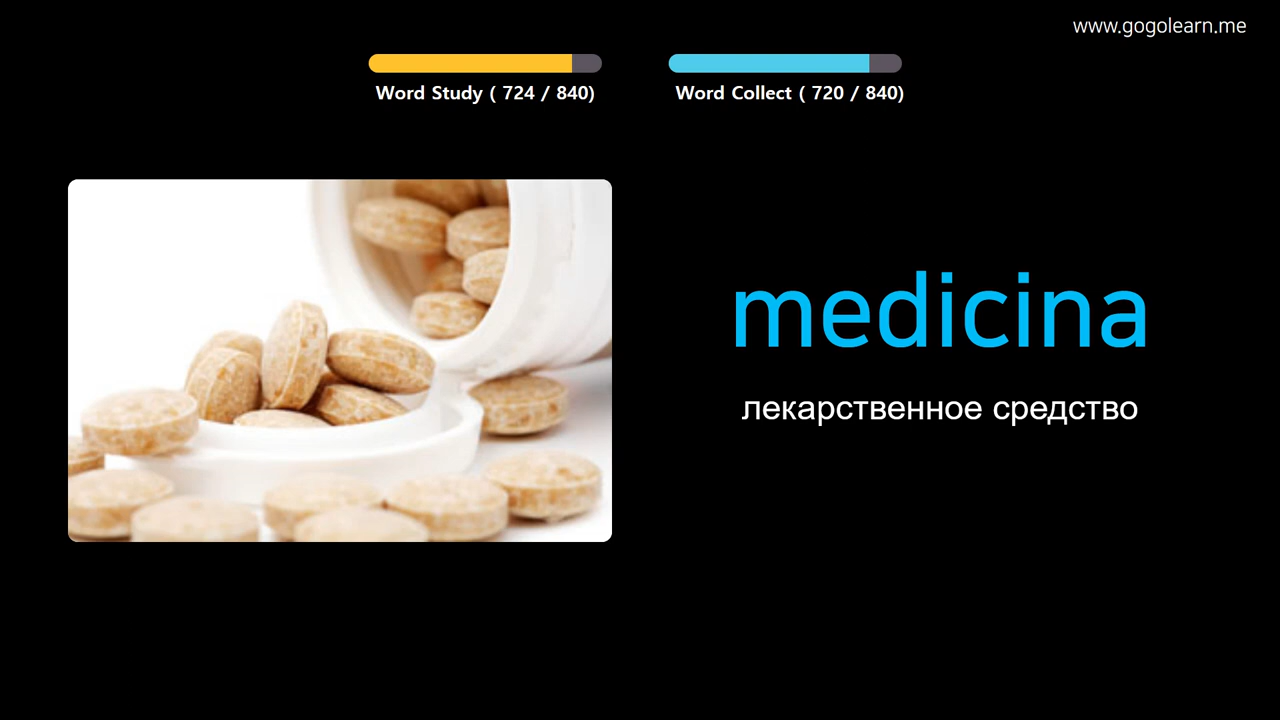 www.gogolearn.me
Word Study ( 724 / 840)
Word Collect ( 720 / 840)
medicina
лекарственное средство